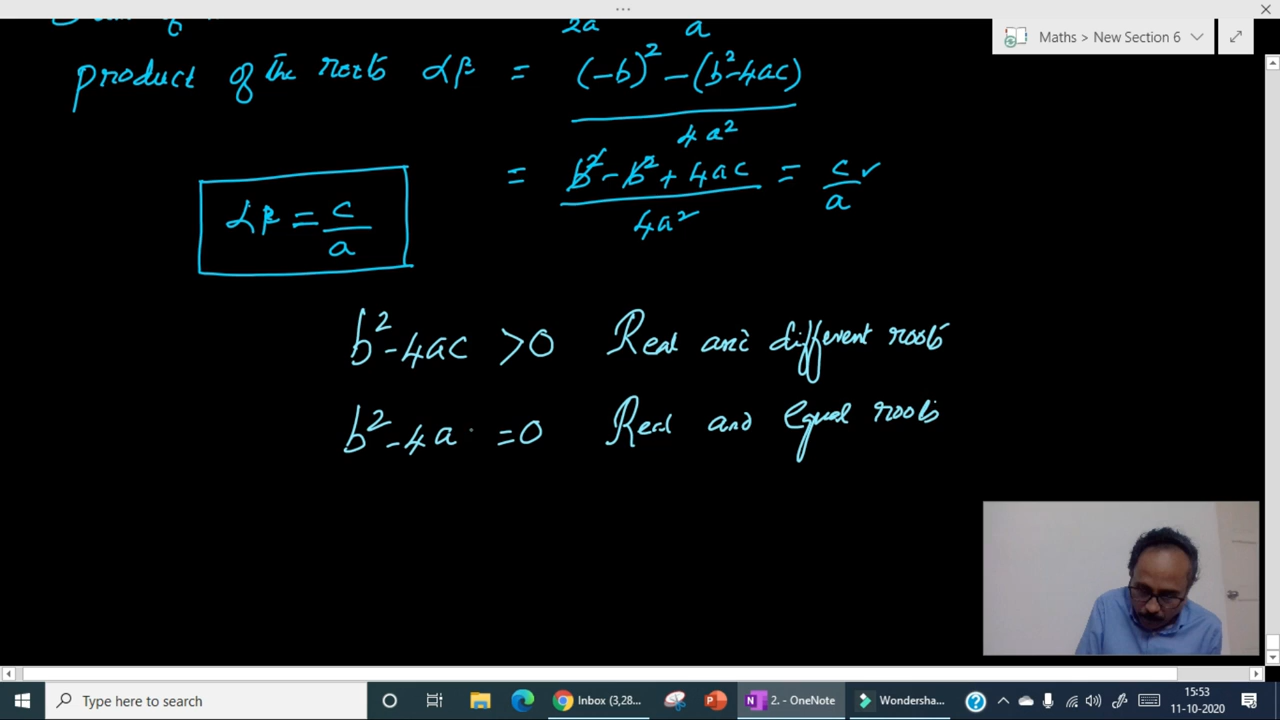 2a a
Maths > New Section 6
product of the roots αβ = (-b)² - (b²-4ac)
4a²
= b² - b² + 4ac = c ✓
4a² a
αβ = c
a
b² - 4ac > 0 Real and different roots
b² - 4a = 0 Real and equal roots
Type here to search
Inbox (3,28...
2. - OneNote
Wondersha...
15:53
11-10-2020